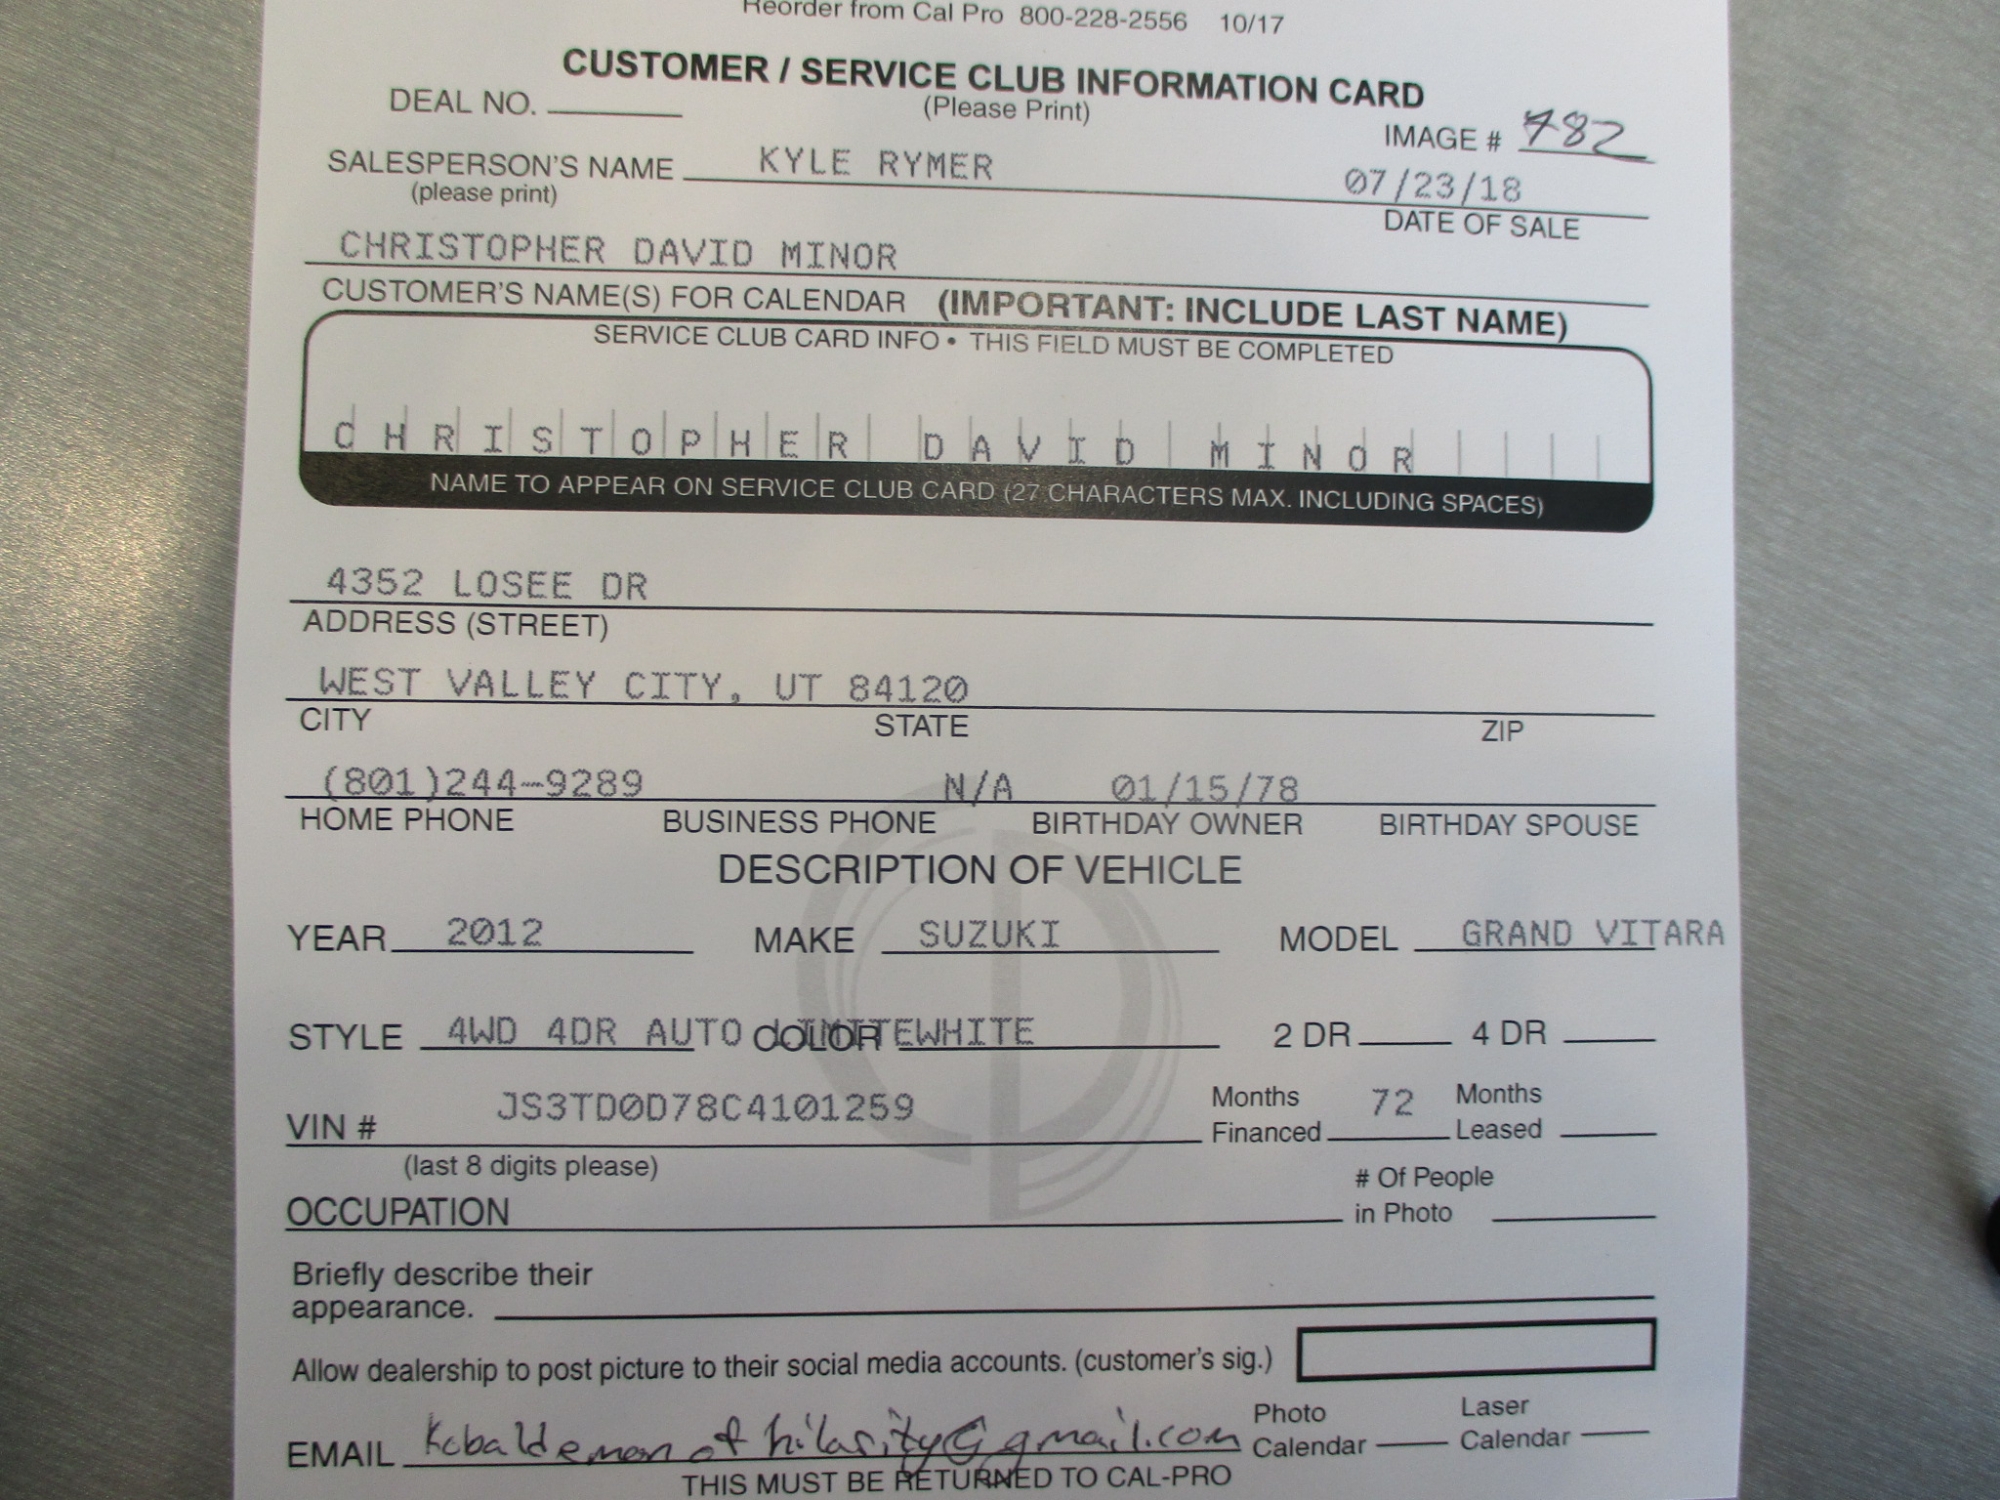 Reorder from Cal Pro 800-228-2556 10/17
CUSTOMER / SERVICE CLUB INFORMATION CARD
DEAL NO. (Please Print)
IMAGE # 482
SALESPERSON'S NAME KYLE RYMER 07/23/18
(please print) DATE OF SALE
CHRISTOPHER DAVID MINOR
CUSTOMER'S NAME(S) FOR CALENDAR (IMPORTANT: INCLUDE LAST NAME)
SERVICE CLUB CARD INFO • THIS FIELD MUST BE COMPLETED
CHRISTOPHER DAVID MINOR
NAME TO APPEAR ON SERVICE CLUB CARD (27 CHARACTERS MAX. INCLUDING SPACES)
4352 LOSEE DR
ADDRESS (STREET)
WEST VALLEY CITY, UT 84120
CITY STATE ZIP
(801)244-9289 N/A 01/15/78
HOME PHONE BUSINESS PHONE BIRTHDAY OWNER BIRTHDAY SPOUSE
DESCRIPTION OF VEHICLE
YEAR 2012 MAKE SUZUKI MODEL GRAND VITARA
STYLE 4WD 4DR AUTO COLOR WHITE 2 DR 4 DR
VIN # JS3TD0D78C4101259 Months Financed 72 Months Leased
(last 8 digits please)
OCCUPATION # Of People in Photo
Briefly describe their
appearance.
Allow dealership to post picture to their social media accounts. (customer's sig.)
EMAIL kobaldemonofhilarity@gmail.com Photo Calendar Laser Calendar
THIS MUST BE RETURNED TO CAL-PRO